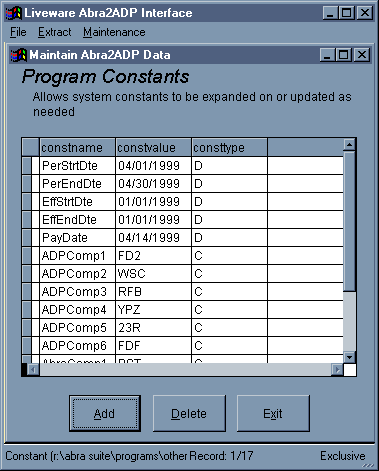 Liveware Abra2ADP Interface
File Extract Maintenance
Maintain Abra2ADP Data
Program Constants
Allows system constants to be expanded on or updated as
needed
constname constvalue consttype
PerStrtDte 04/01/1999 D
PerEndDte 04/30/1999 D
EffStrtDte 01/01/1999 D
EffEndDte 01/01/1999 D
PayDate 04/14/1999 D
ADPComp1 FD2 C
ADPComp2 WSC C
ADPComp3 RFB C
ADPComp4 YPZ C
ADPComp5 23R C
ADPComp6 FDF C
AbraComp1 C
Add Delete Exit
Constant (r:\abra suite\programs\other Record: 1/17 Exclusive